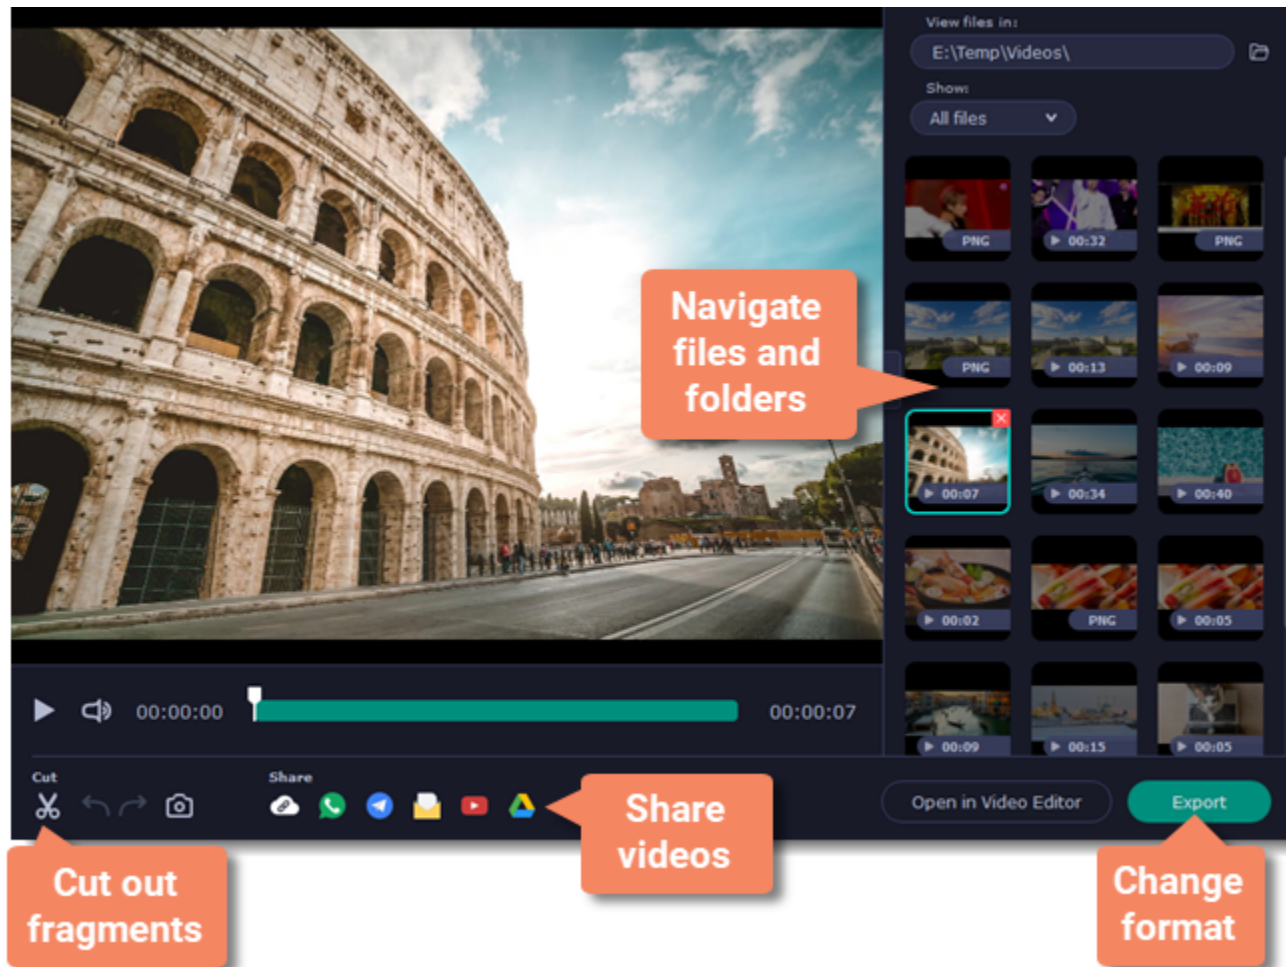 View files in:
E:\Temp\Videos\
Show:
All files
PNG
00:32
PNG
Navigate
files and
folders
PNG
00:13
00:09
00:07
00:34
00:40
00:02
PNG
00:05
00:00:00
00:00:07
00:09
00:15
00:05
Cut
Share
Share
videos
Open in Video Editor
Export
Cut out
fragments
Change
format